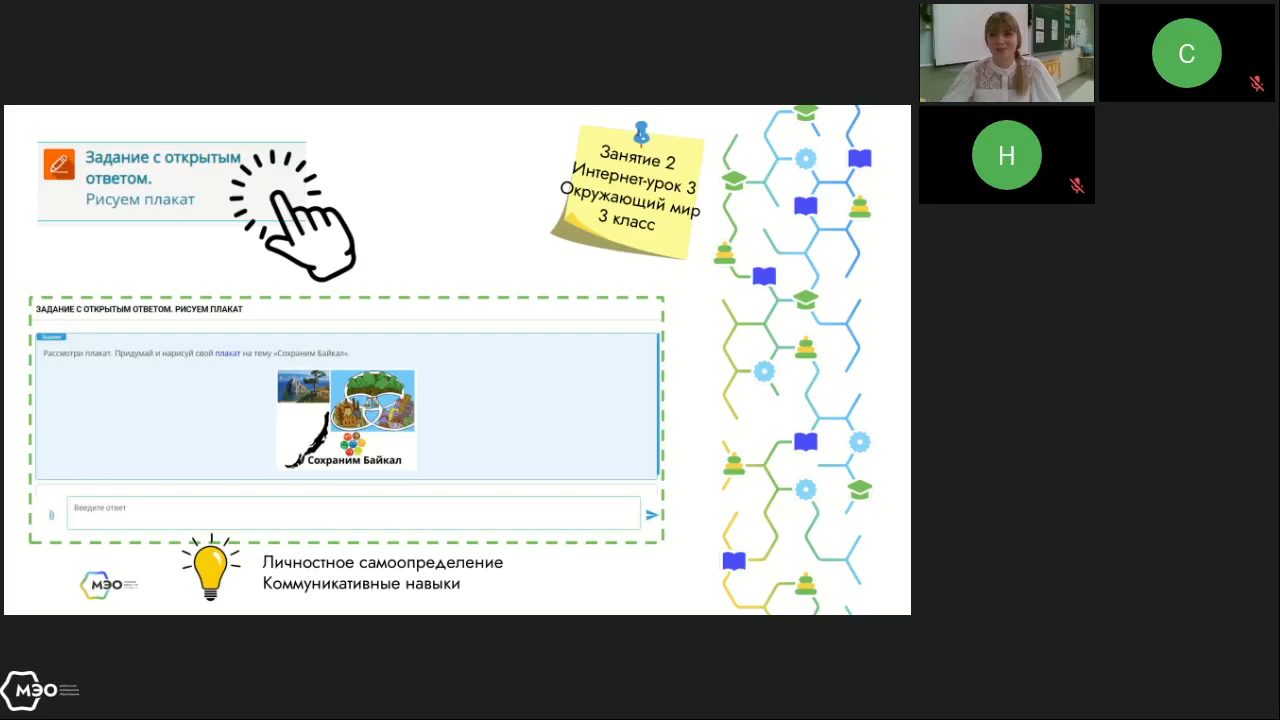 Задание с открытым
ответом.
Рисуем плакат
Занятие 2
Интернет-урок 3
Окружающий мир
3 класс
ЗАДАНИЕ С ОТКРЫТЫМ ОТВЕТОМ. РИСУЕМ ПЛАКАТ
Задание
Рассмотри плакат. Придумай и нарисуй свой плакат на тему «Сохраним Байкал».
Сохраним Байкал
Введите ответ
Личностное самоопределение
Коммуникативные навыки
МЭО
МЭО
С
Н